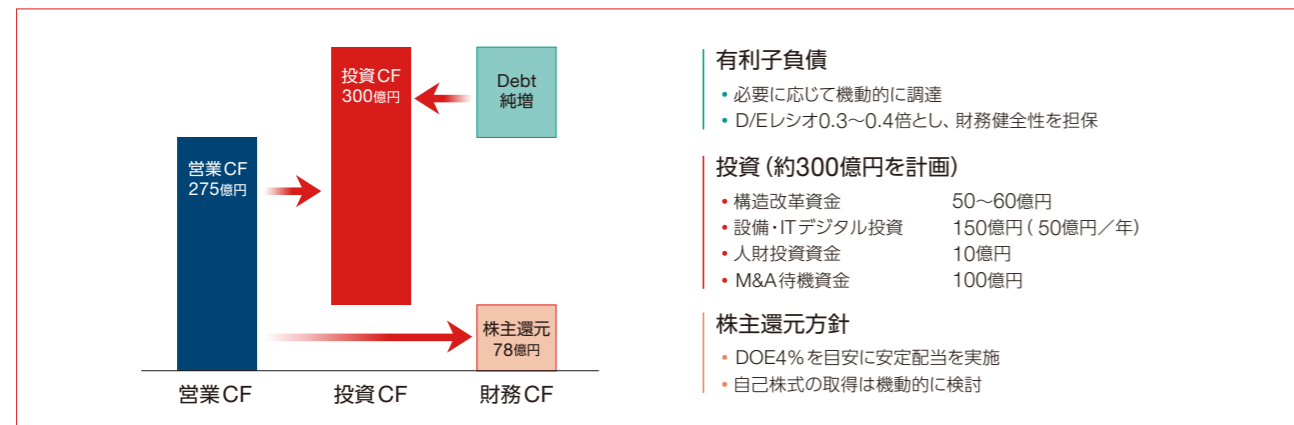 投資CF
300億円
Debt
純増
営業CF
275億円
株主還元
78億円
営業CF
投資CF
財務CF
有利子負債
• 必要に応じて機動的に調達
• D/Eレシオ0.3〜0.4倍とし、財務健全性を担保
投資（約300億円を計画）
• 構造改革資金 50〜60億円
• 設備・ITデジタル投資 150億円（50億円／年）
• 人財投資資金 10億円
• M&A待機資金 100億円
株主還元方針
• DOE4％を目安に安定配当を実施
• 自己株式の取得は機動的に検討